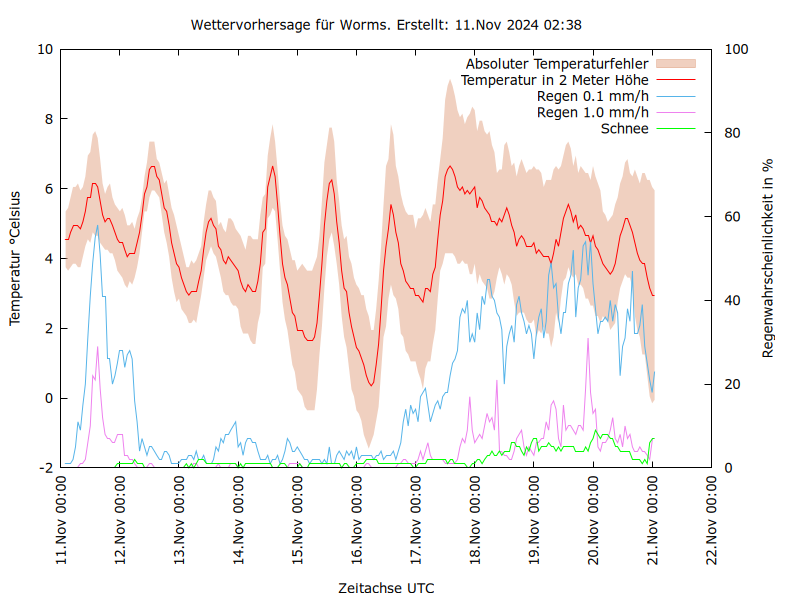 Wettervorhersage für Worms. Erstellt: 11.Nov 2024 02:38
10
8
6
4
2
0
-2
100
80
60
40
20
0
Absoluter Temperaturfehler
Temperatur in 2 Meter Höhe
Regen 0.1 mm/h
Regen 1.0 mm/h
Schnee
Temperatur °Celsius
Regenwahrscheinlichkeit in %
11.Nov 00:00
12.Nov 00:00
13.Nov 00:00
14.Nov 00:00
15.Nov 00:00
16.Nov 00:00
17.Nov 00:00
18.Nov 00:00
19.Nov 00:00
20.Nov 00:00
21.Nov 00:00
22.Nov 00:00
Zeitachse UTC